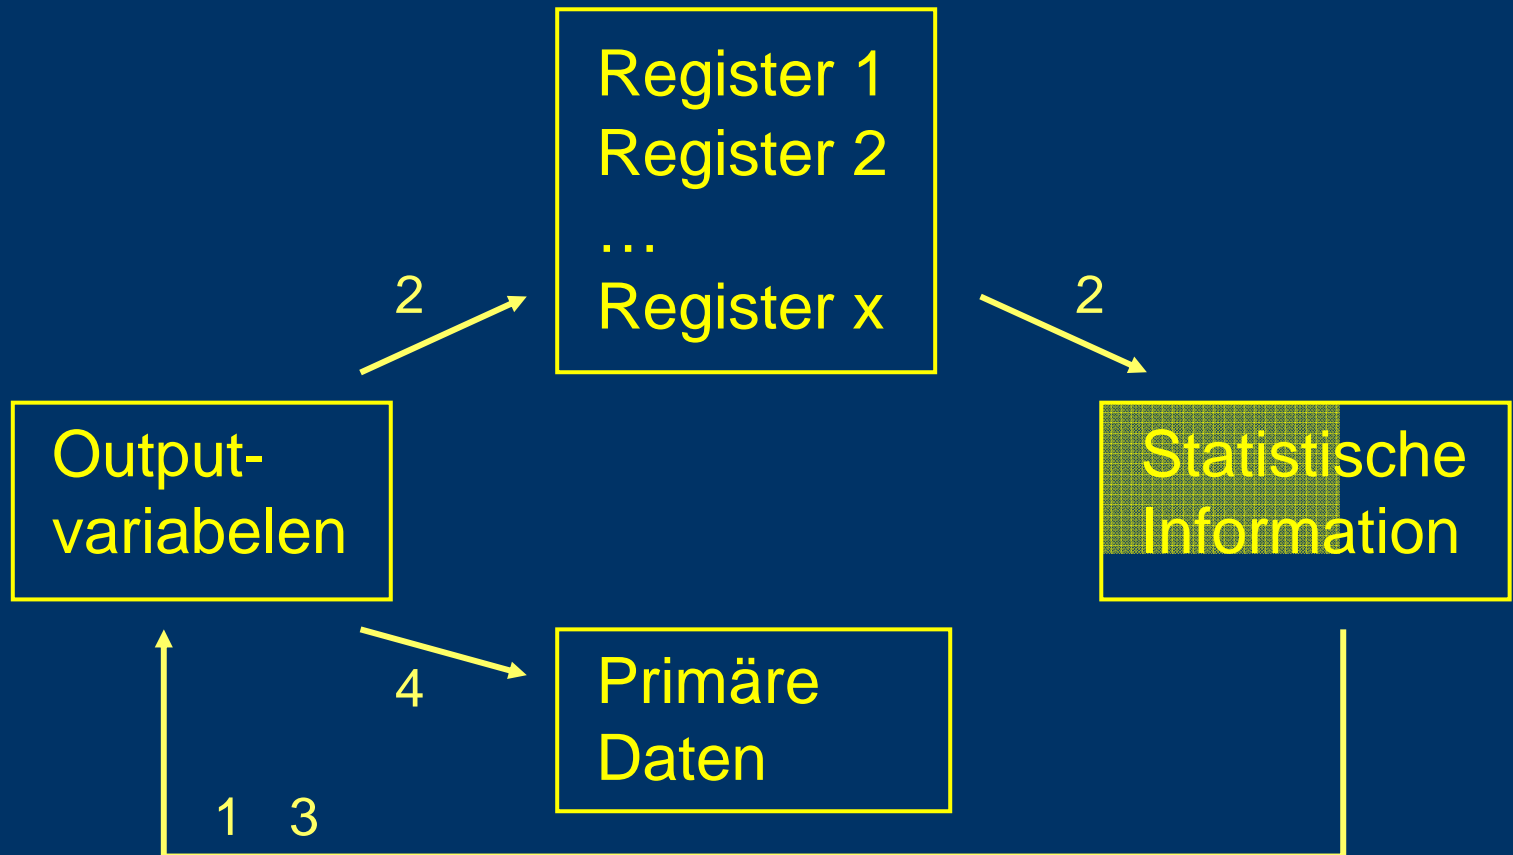 Register 1
Register 2
…
Register x
2
2
Output-
variabelen
Statistische
Information
4
Primäre
Daten
1 3